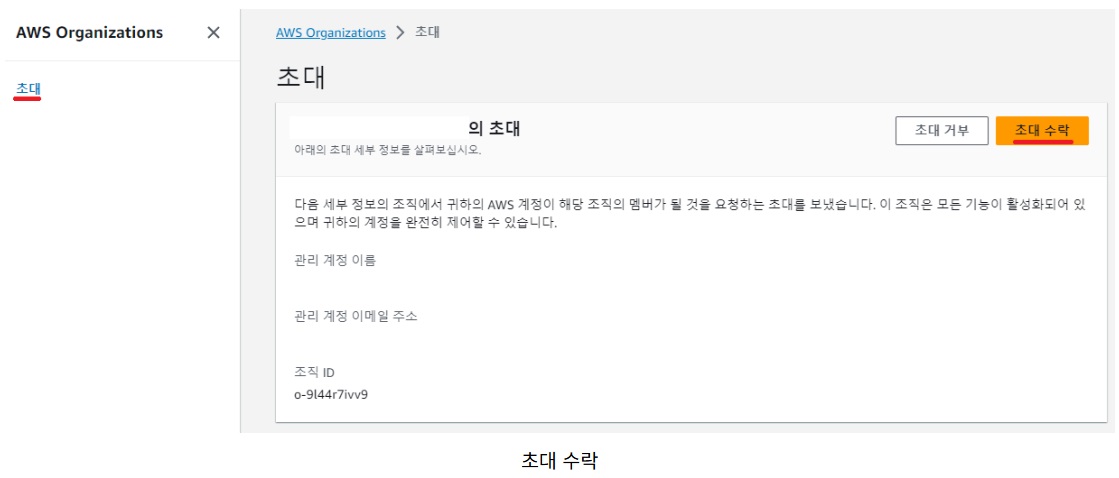 AWS Organizations
초대
AWS Organizations > 초대
초대
의 초대
아래의 초대 세부 정보를 살펴보십시오.
초대 거부
초대 수락
다음 세부 정보의 조직에서 귀하의 AWS 계정이 해당 조직의 멤버가 될 것을 요청하는 초대를 보냈습니다. 이 조직은 모든 기능이 활성화되어 있
으며 귀하의 계정을 완전히 제어할 수 있습니다.
관리 계정 이름
관리 계정 이메일 주소
조직 ID
o-9l44r7ivv9
초대 수락